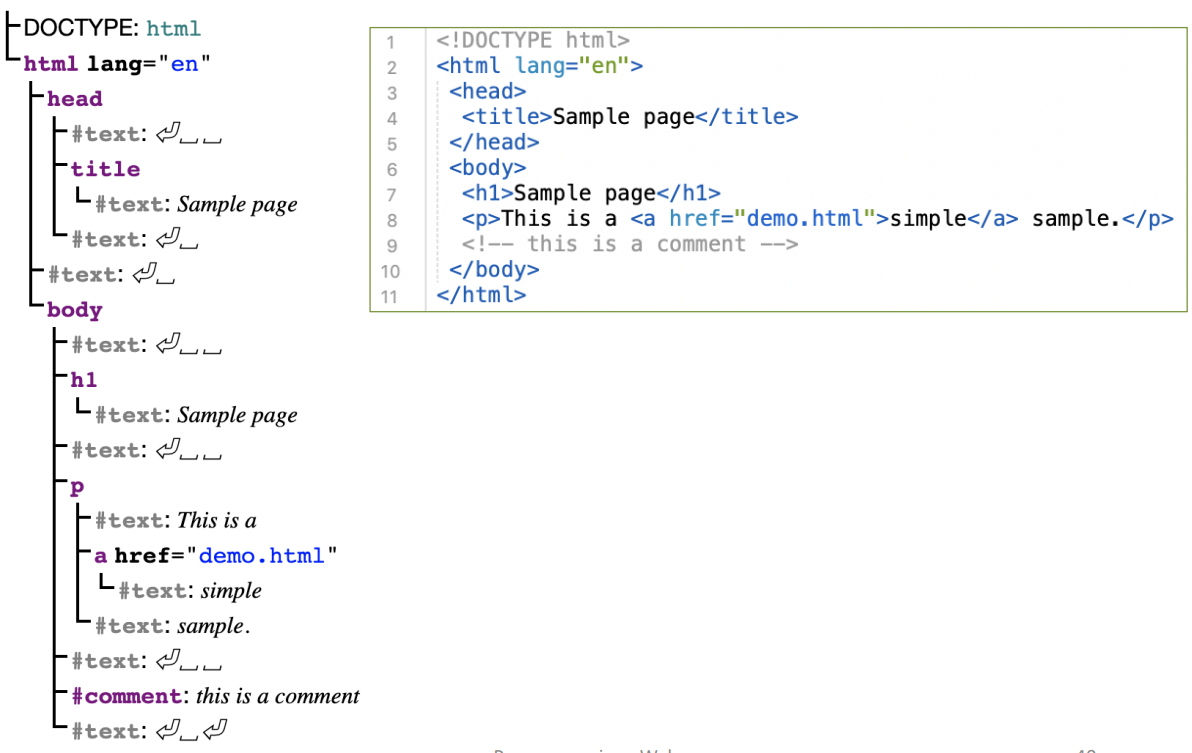 DOCTYPE: html
html lang="en"
head
#text: ⏎␣␣
title
#text: Sample page
#text: ⏎␣
#text: ⏎␣
body
#text: ⏎␣␣
h1
#text: Sample page
#text: ⏎␣␣
p
#text: This is a
a href="demo.html"
#text: simple
#text: sample.
#text: ⏎␣␣
#comment: this is a comment
#text: ⏎␣⏎
1 <!DOCTYPE html>
2 <html lang="en">
3 <head>
4 <title>Sample page</title>
5 </head>
6 <body>
7 <h1>Sample page</h1>
8 <p>This is a <a href="demo.html">simple</a> sample.</p>
9 <!-- this is a comment -->
10 </body>
11 </html>